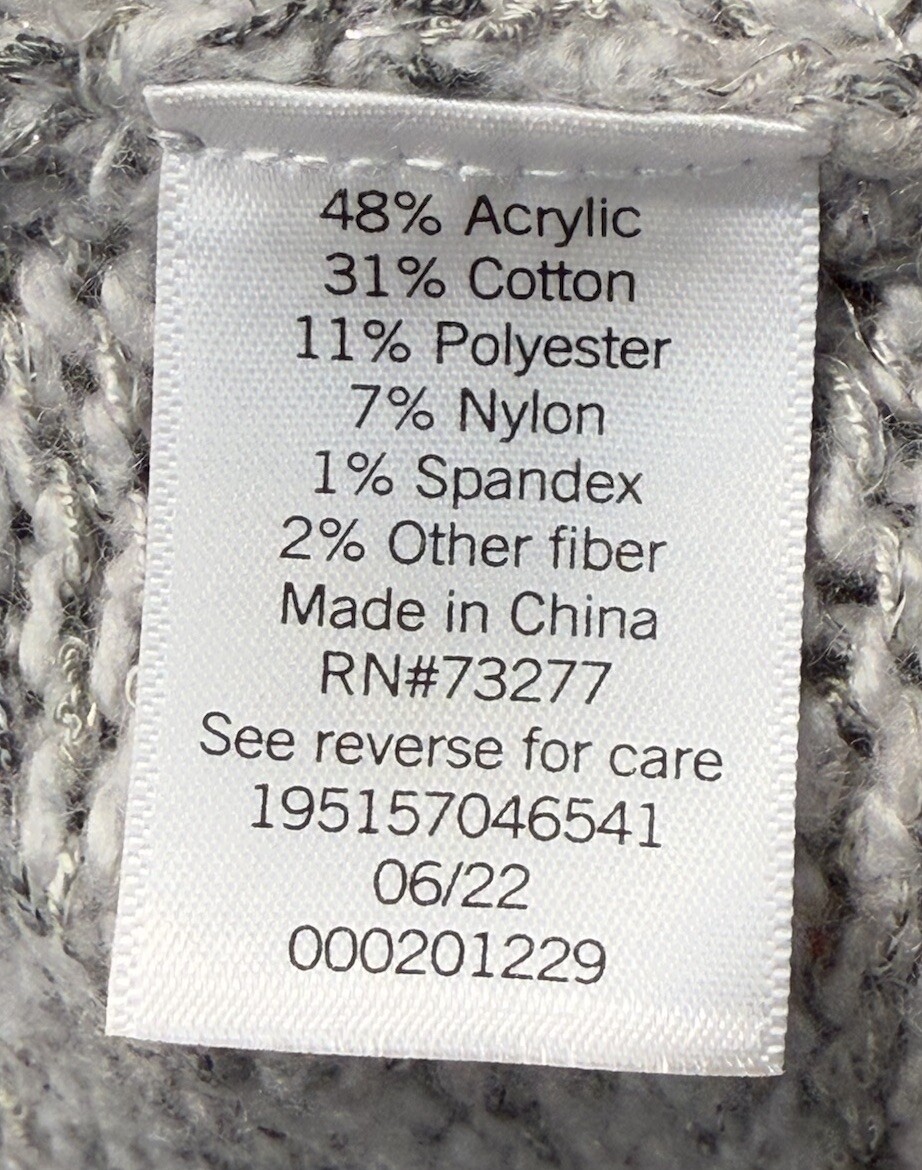 48% Acrylic
31% Cotton
11% Polyester
7% Nylon
1% Spandex
2% Other fiber
Made in China
RN#73277
See reverse for care
195157046541
06/22
000201229